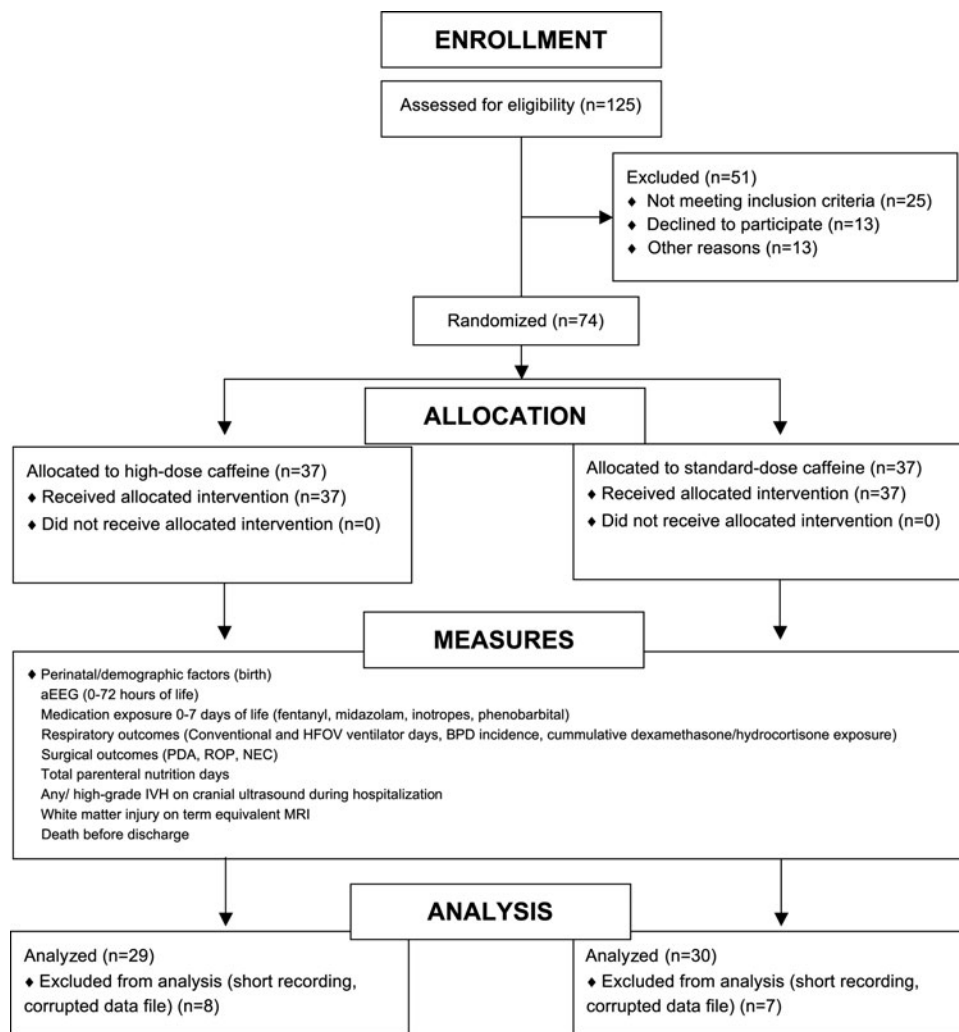 ENROLLMENT
Assessed for eligibility (n=125)
Excluded (n=51)
♦ Not meeting inclusion criteria (n=25)
♦ Declined to participate (n=13)
♦ Other reasons (n=13)
Randomized (n=74)
ALLOCATION
Allocated to high-dose caffeine (n=37)
♦ Received allocated intervention (n=37)
♦ Did not receive allocated intervention (n=0)
Allocated to standard-dose caffeine (n=37)
♦ Received allocated intervention (n=37)
♦ Did not receive allocated intervention (n=0)
MEASURES
♦ Perinatal/demographic factors (birth)
aEEG (0-72 hours of life)
Medication exposure 0-7 days of life (fentanyl, midazolam, inotropes, phenobarbital)
Respiratory outcomes (Conventional and HFOV ventilator days, BPD incidence, cummulative dexamethasone/hydrocortisone exposure)
Surgical outcomes (PDA, ROP, NEC)
Total parenteral nutrition days
Any/ high-grade IVH on cranial ultrasound during hospitalization
White matter injury on term equivalent MRI
Death before discharge
ANALYSIS
Analyzed (n=29)
♦ Excluded from analysis (short recording,
corrupted data file) (n=8)
Analyzed (n=30)
♦ Excluded from analysis (short recording,
corrupted data file) (n=7)